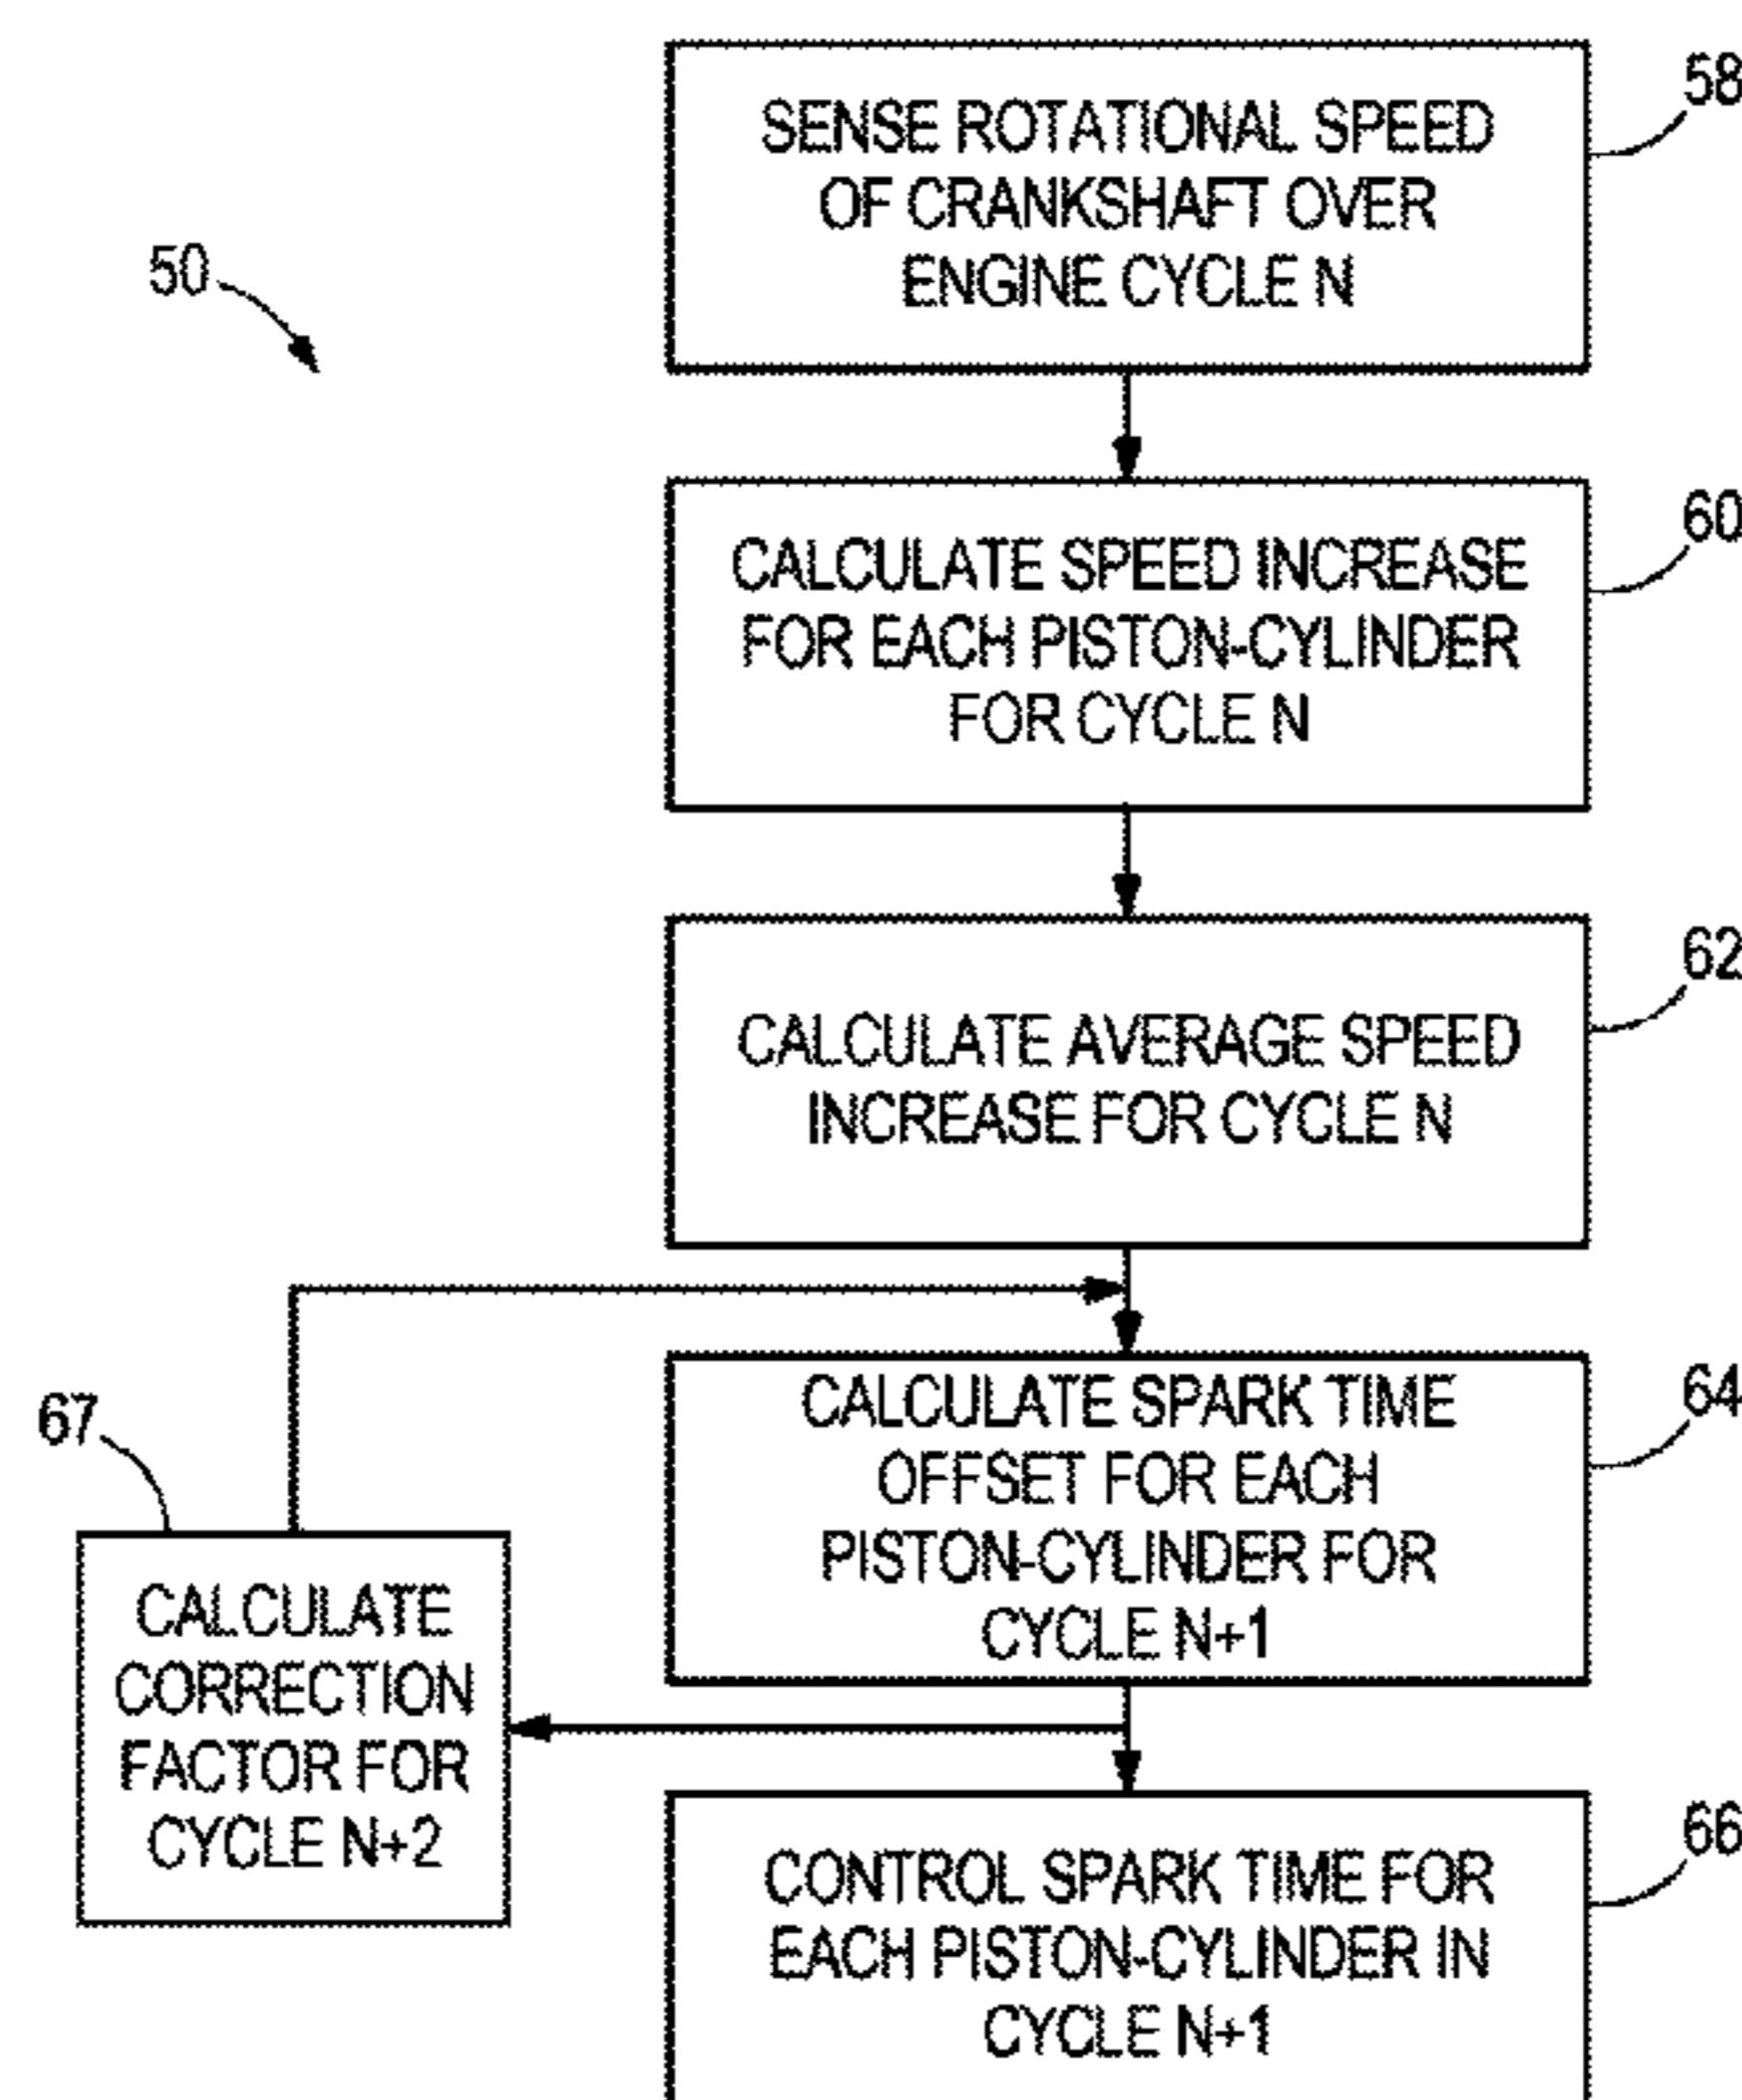 58
SENSE ROTATIONAL SPEED
OF CRANKSHAFT OVER
ENGINE CYCLE N
50
60
CALCULATE SPEED INCREASE
FOR EACH PISTON-CYLINDER
FOR CYCLE N
62
CALCULATE AVERAGE SPEED
INCREASE FOR CYCLE N
64
CALCULATE SPARK TIME
OFFSET FOR EACH
PISTON-CYLINDER FOR
CYCLE N+1
67
CALCULATE
CORRECTION
FACTOR FOR
CYCLE N+2
66
CONTROL SPARK TIME FOR
EACH PISTON-CYLINDER IN
CYCLE N+1